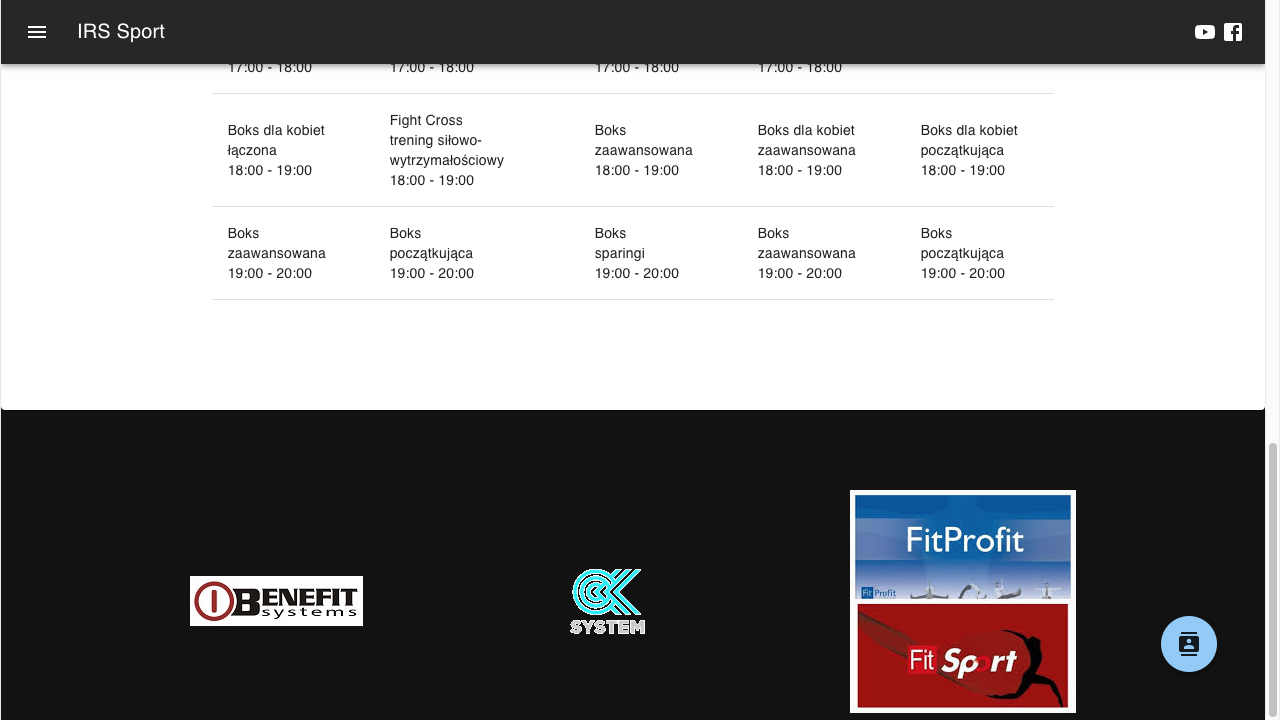 IRS Sport
17:00 - 18:00
17:00 - 18:00
17:00 - 18:00
17:00 - 18:00
Boks dla kobiet
łączona
18:00 - 19:00
Fight Cross
trening siłowo-
wytrzymałościowy
18:00 - 19:00
Boks
zaawansowana
18:00 - 19:00
Boks dla kobiet
zaawansowana
18:00 - 19:00
Boks dla kobiet
początkująca
18:00 - 19:00
Boks
zaawansowana
19:00 - 20:00
Boks
początkująca
19:00 - 20:00
Boks
sparingi
19:00 - 20:00
Boks
zaawansowana
19:00 - 20:00
Boks
początkująca
19:00 - 20:00
BENEFIT
systems
OK
SYSTEM
FitProfit
Fit Profit
Fit Sport